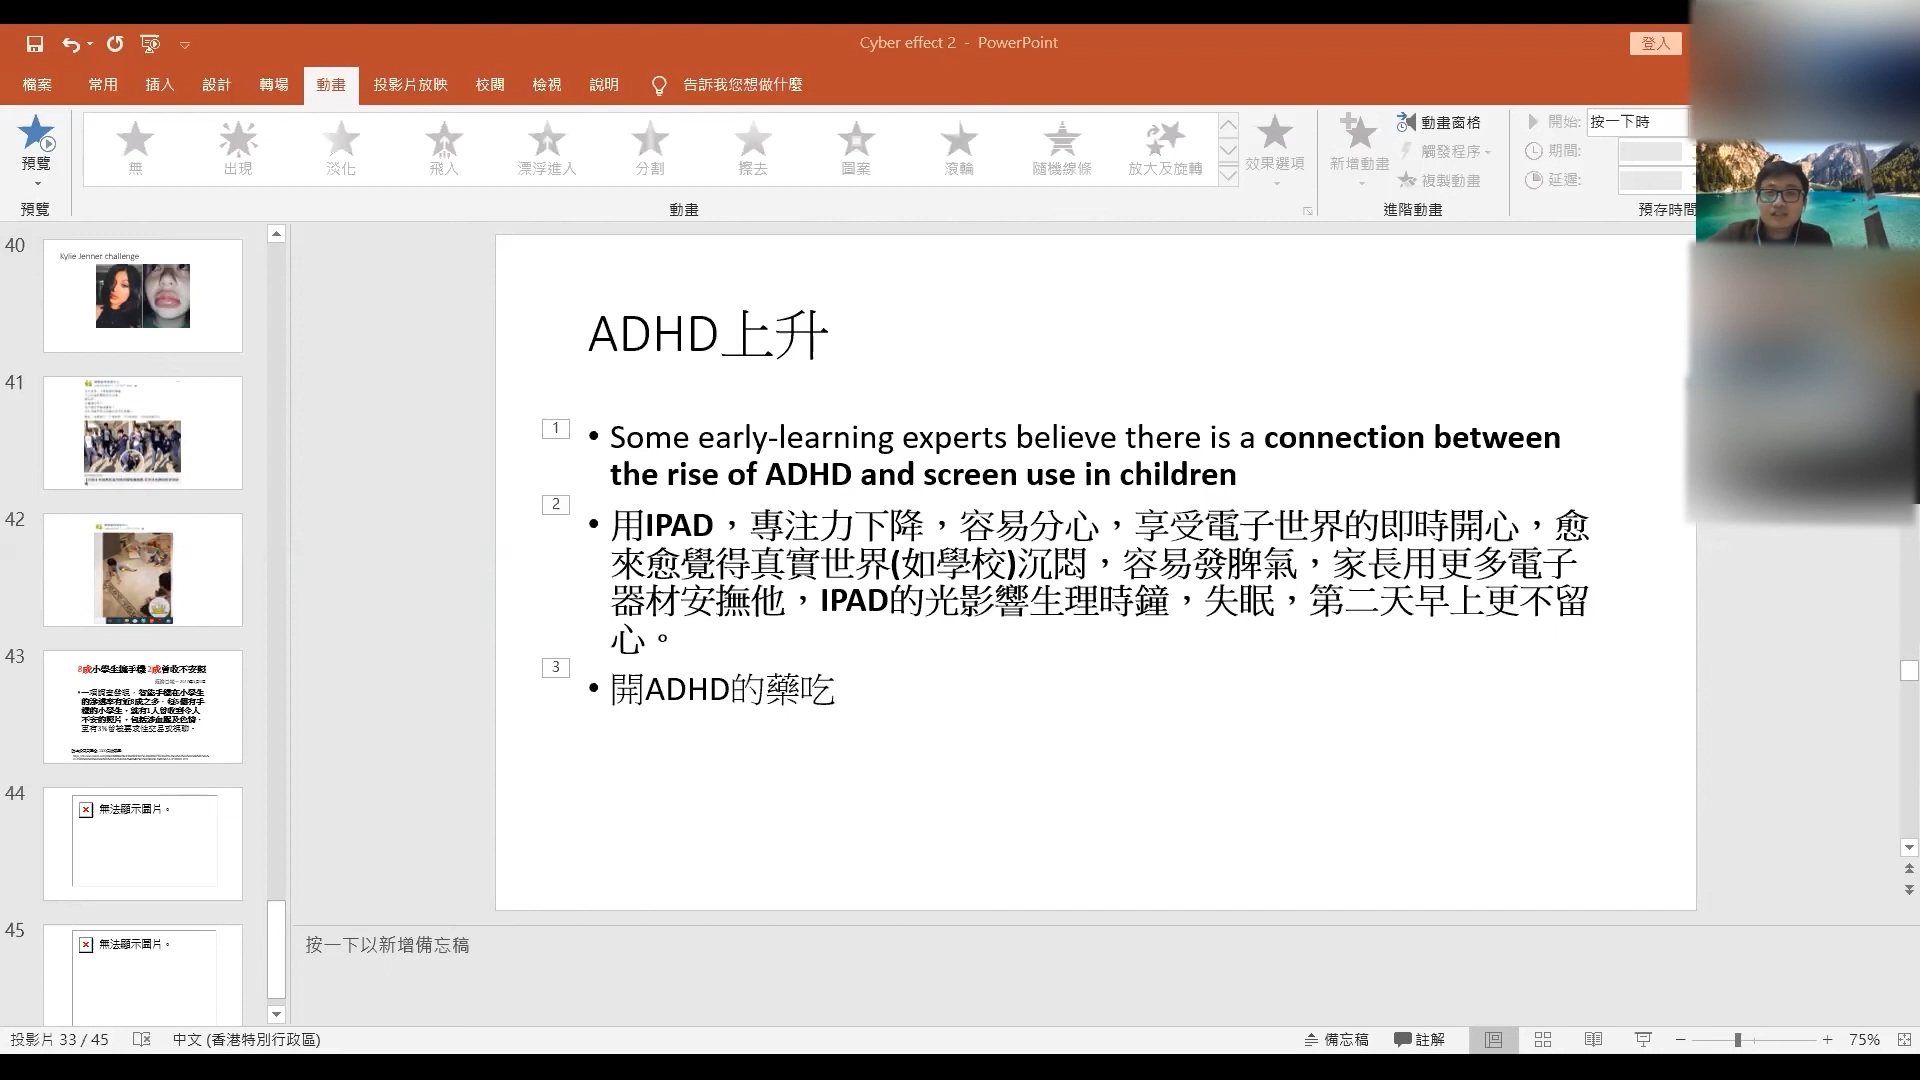 Cyber effect 2 - PowerPoint
登入
檔案 常用 插入 設計 轉場 動畫 投影片放映 校閱 檢視 說明 告訴我您想做什麼
預覽
無 出現 淡化 飛入 漂浮進入 分割 擦去 圖案 滾輪 隨機線條 放大及旋轉
效果選項
新增動畫
動畫窗格
觸發程序
複製動畫
開始: 按一下時
期間:
延遲:
預覽
動畫
進階動畫
預存時間
40
Kylie Jenner challenge
41
42
43
8成小學生擁手機 2成曾收不安照
44
無法顯示圖片。
45
無法顯示圖片。
ADHD上升
1
• Some early-learning experts believe there is a connection between
the rise of ADHD and screen use in children
2
• 用IPAD，專注力下降，容易分心，享受電子世界的即時開心，愈
來愈覺得真實世界(如學校)沉悶，容易發脾氣，家長用更多電子
器材安撫他，IPAD的光影響生理時鐘，失眠，第二天早上更不留
心。
3
• 開ADHD的藥吃
按一下以新增備忘稿
投影片 33 / 45 中文 (香港特別行政區)
備忘稿 註解 75%